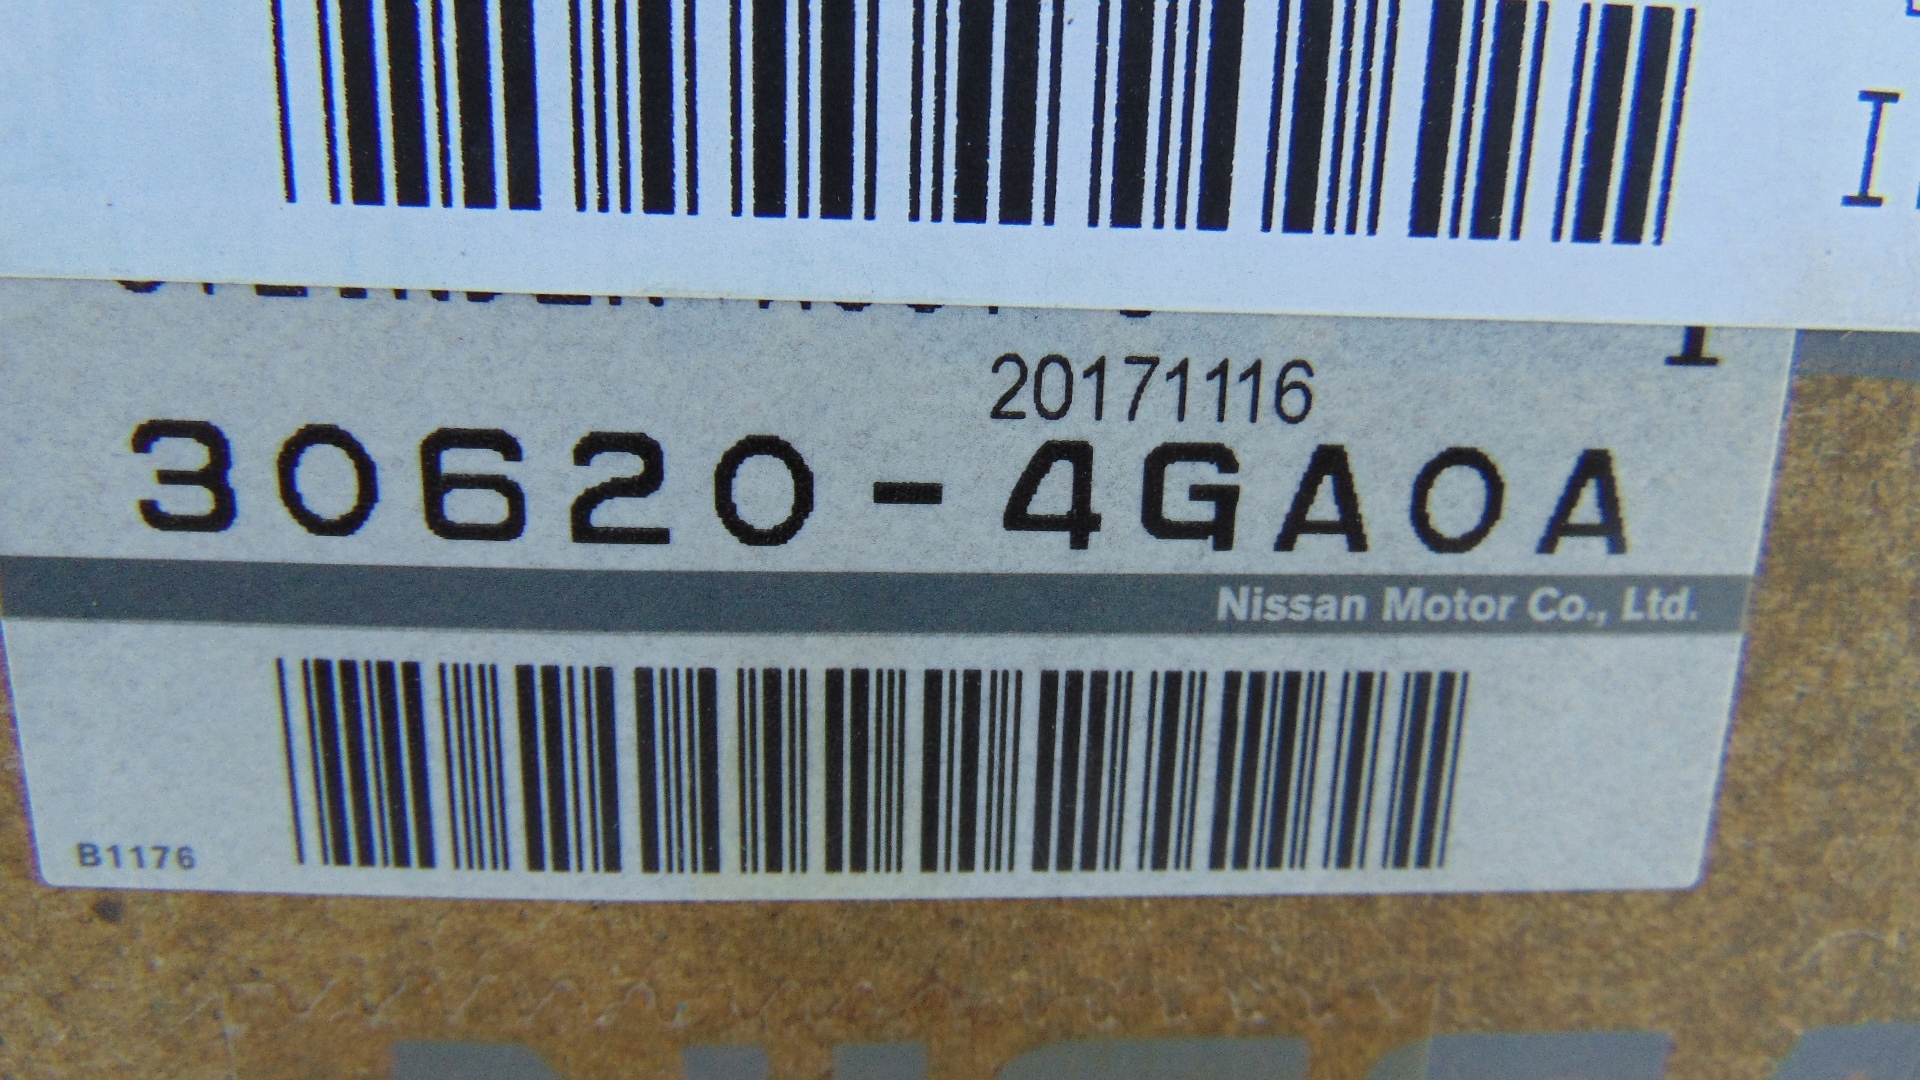 20171116
30620-4GA0A
Nissan Motor Co., Ltd.
B1176